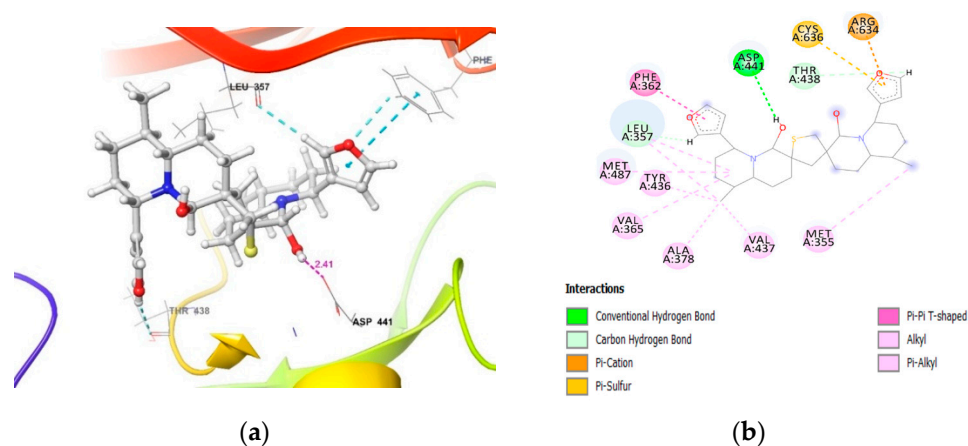 LEU 357
PHE
2.41
THR 438
ASP 441
(a)
ARG
A:634
CYS
A:636
ASP
A:441
THR
A:438
PHE
A:362
LEU
A:357
MET
A:487
TYR
A:436
VAL
A:365
ALA
A:378
VAL
A:437
MET
A:355
O
H
O
H
H
O
O
S
N
N
Interactions
Conventional Hydrogen Bond
Carbon Hydrogen Bond
Pi-Cation
Pi-Sulfur
Pi-Pi T-shaped
Alkyl
Pi-Alkyl
(b)